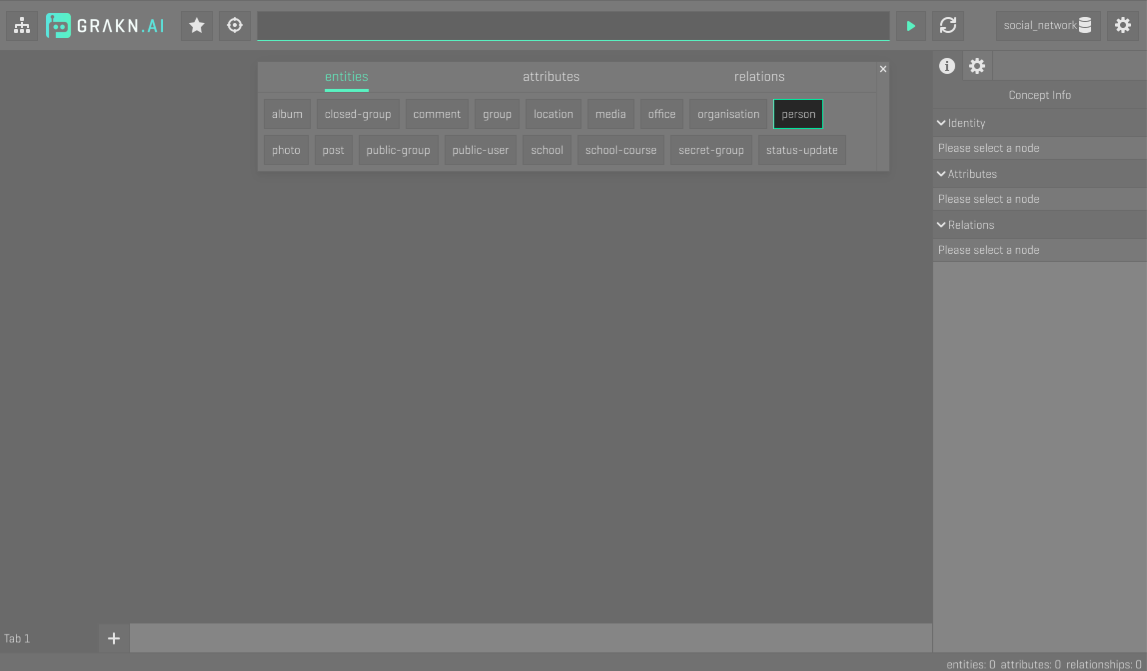 GRAKN.AI social_network
entities attributes relations ×
album closed-group comment group location media office organisation person
photo post public-group public-user school school-course secret-group status-update
Concept Info
Identity
Please select a node
Attributes
Please select a node
Relations
Please select a node
Tab 1 +
entities: 0 attributes: 0 relationships: 0